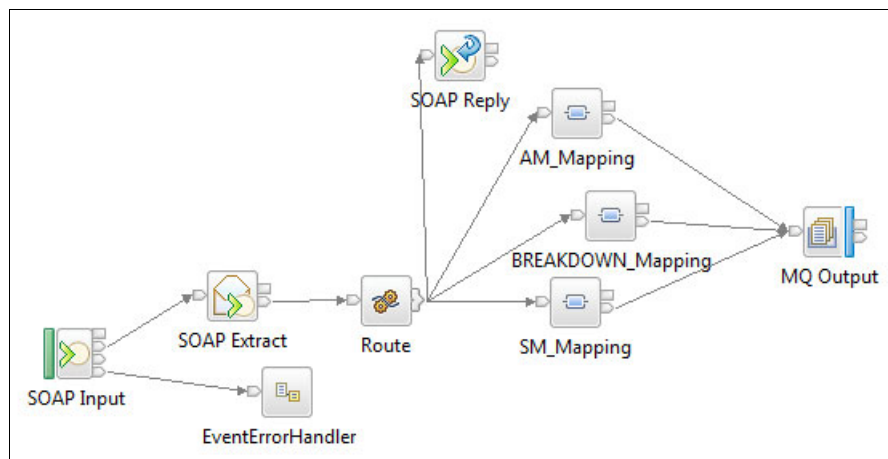 SOAP Reply
AM_Mapping
BREAKDOWN_Mapping
MQ Output
SOAP Extract
Route
SM_Mapping
SOAP Input
EventErrorHandler